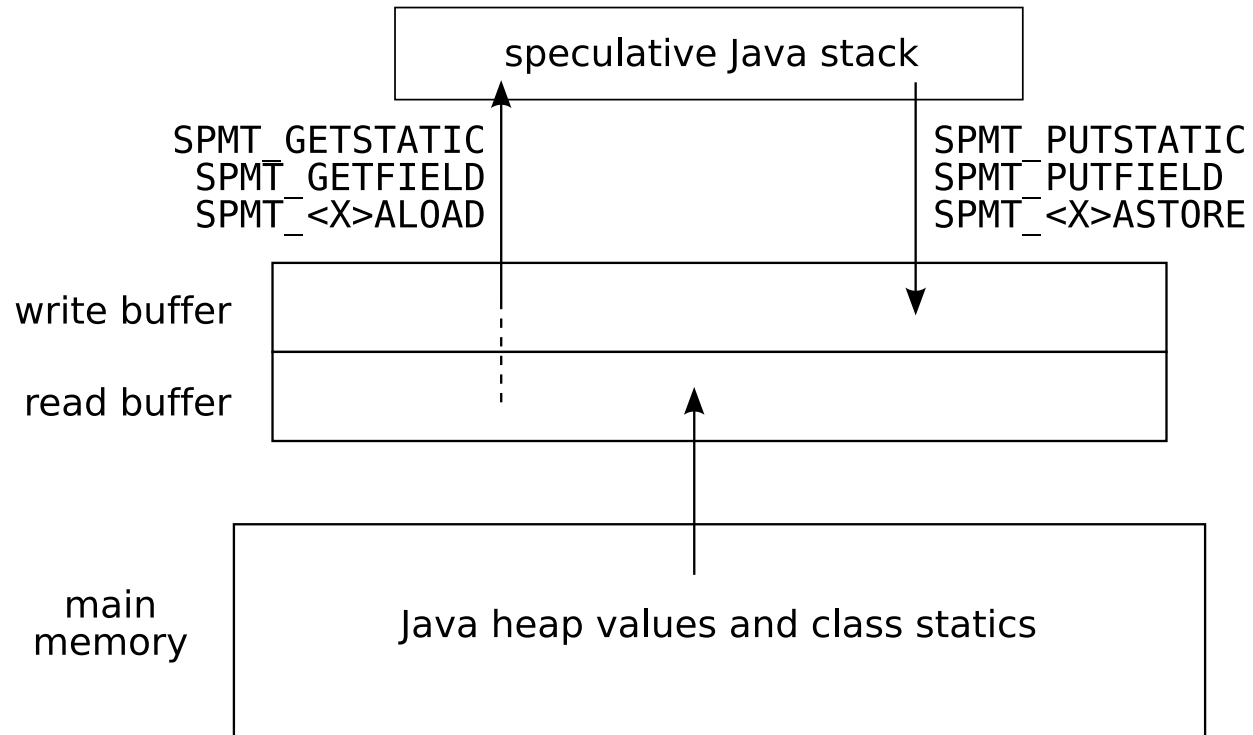 speculative Java stack
SPMT_GETSTATIC
SPMT_GETFIELD
SPMT_<X>ALOAD
SPMT_PUTSTATIC
SPMT_PUTFIELD
SPMT_<X>ASTORE
write buffer
read buffer
main
memory
Java heap values and class statics